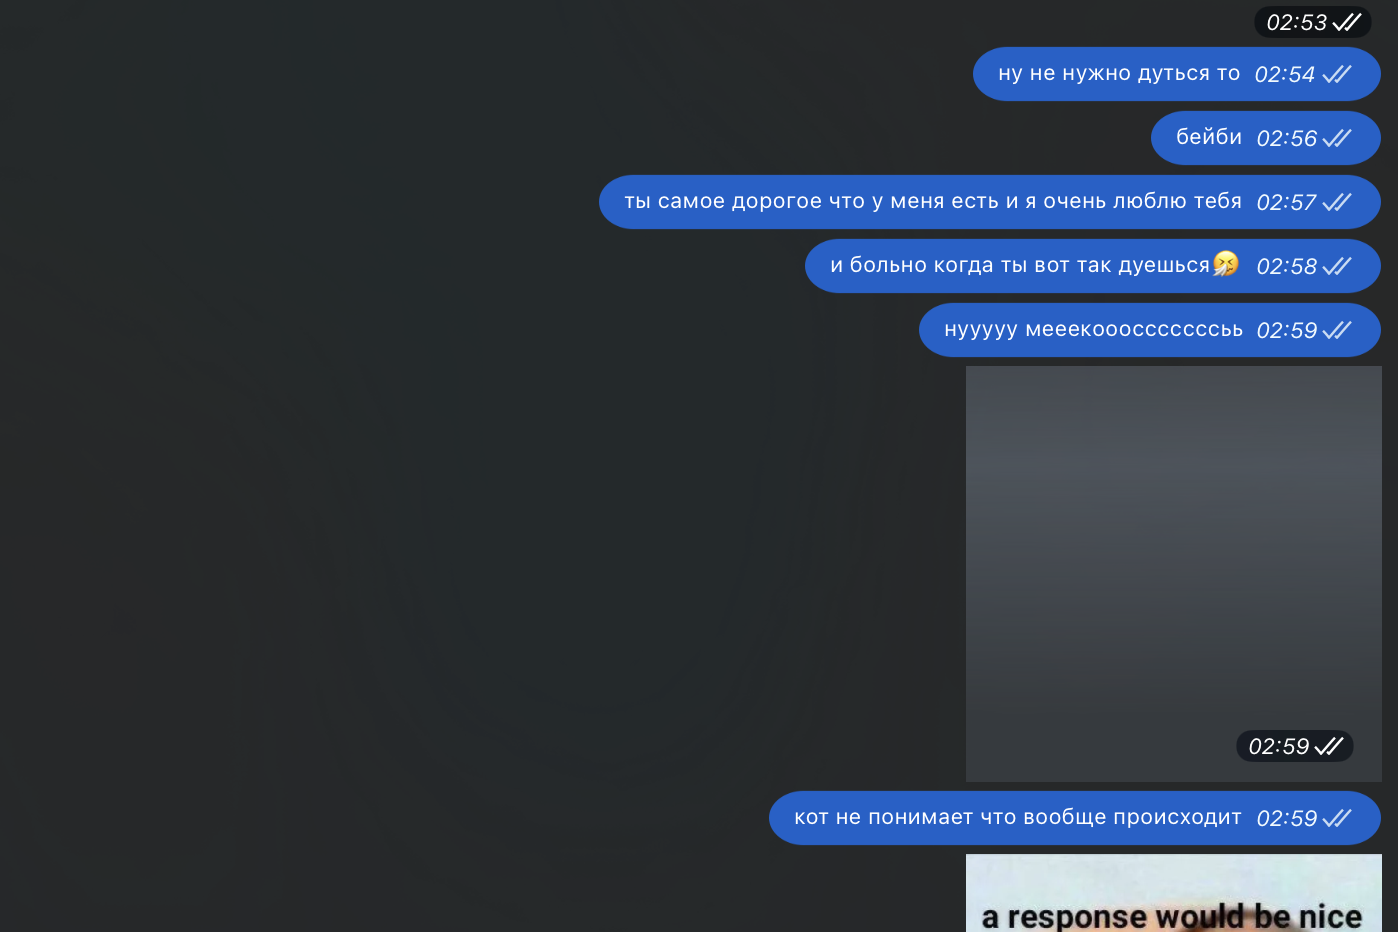 02:53
ну не нужно дуться то 02:54
бейби 02:56
ты самое дорогое что у меня есть и я очень люблю тебя 02:57
и больно когда ты вот так дуешься🤧 02:58
нууууу мееекооосссссссьь 02:59
02:59
кот не понимает что вообще происходит 02:59
a response would be nice